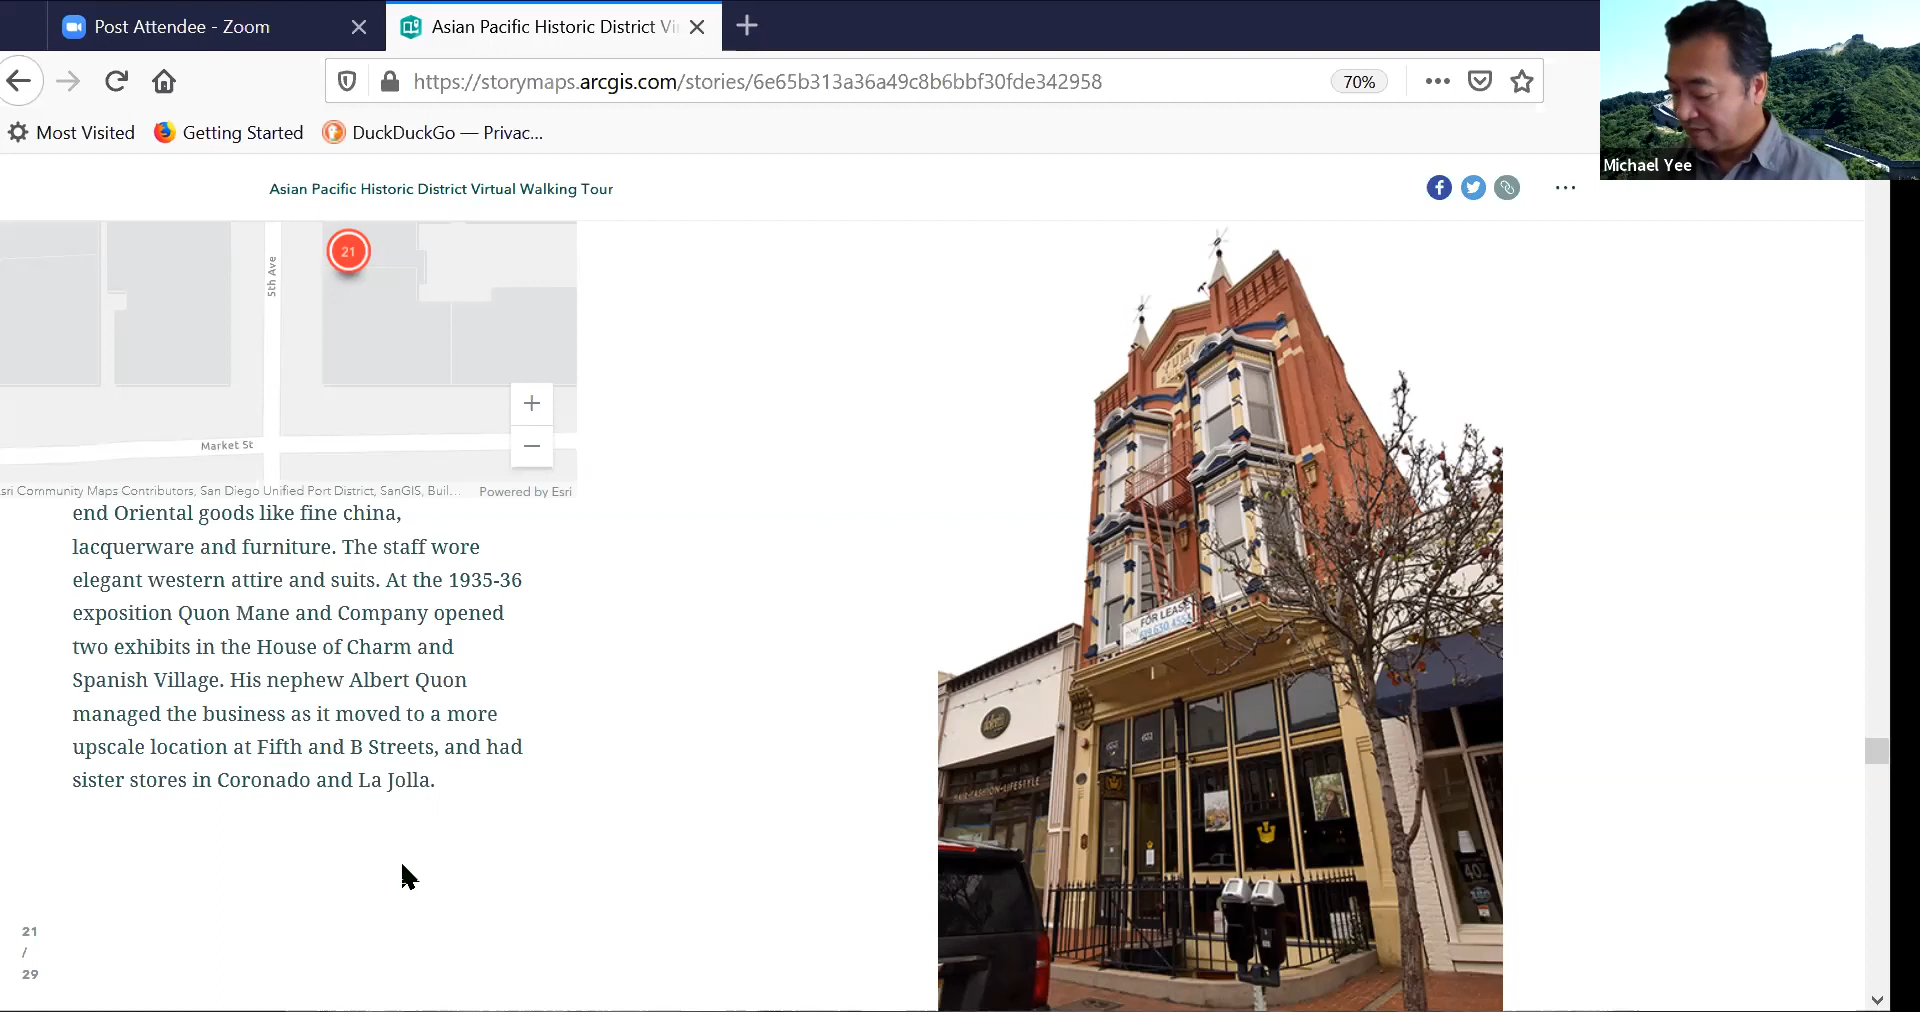 Post Attendee - Zoom
Asian Pacific Historic District Vi
https://storymaps.arcgis.com/stories/6e65b313a36a49c8b6bbf30fde342958
70%
Most Visited
Getting Started
DuckDuckGo — Privac...
Michael Yee
Asian Pacific Historic District Virtual Walking Tour
21
5th Ave
Market St
sri Community Maps Contributors, San Diego Unified Port District, SanGIS, Buil...
Powered by Esri
end Oriental goods like fine china,
lacquerware and furniture. The staff wore
elegant western attire and suits. At the 1935-36
exposition Quon Mane and Company opened
two exhibits in the House of Charm and
Spanish Village. His nephew Albert Quon
managed the business as it moved to a more
upscale location at Fifth and B Streets, and had
sister stores in Coronado and La Jolla.
21
/
29
FOR LEASE
HAIR-FASHION-LIFESTYLE